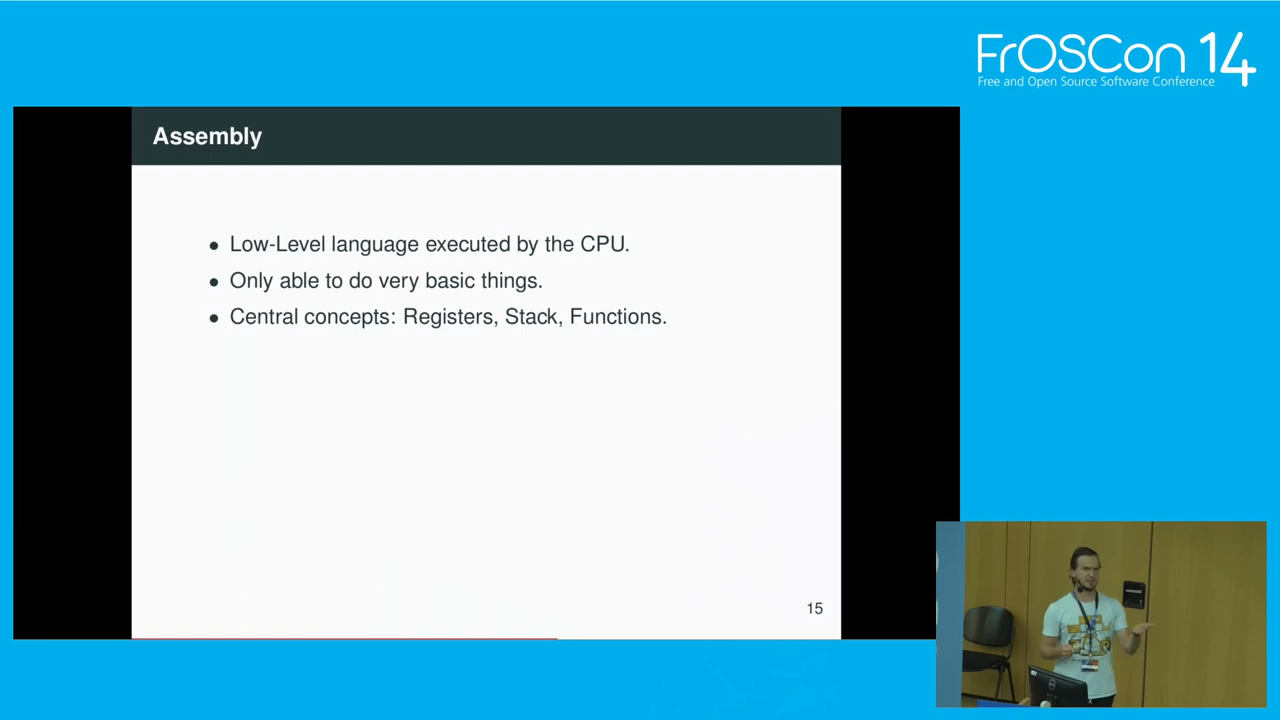 FrOSCon 14
Free and Open Source Software Conference
Assembly
• Low-Level language executed by the CPU.
• Only able to do very basic things.
• Central concepts: Registers, Stack, Functions.
15